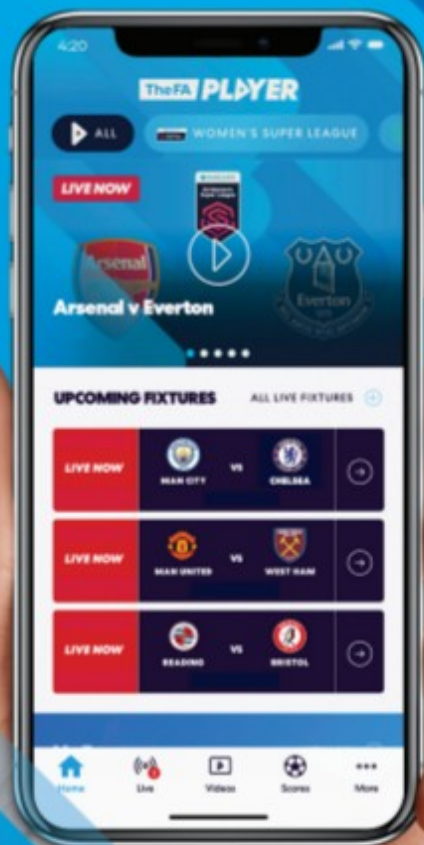 4:20
TheFA PLAYER
ALL WOMEN'S SUPER LEAGUE
LIVE NOW
Arsenal
Everton
Arsenal v Everton
UPCOMING FIXTURES ALL LIVE FIXTURES
LIVE NOW MAN CITY vs CHELSEA
LIVE NOW MAN UNITED vs WEST HAM
LIVE NOW READING vs BRISTOL
Home Live Videos Scores More